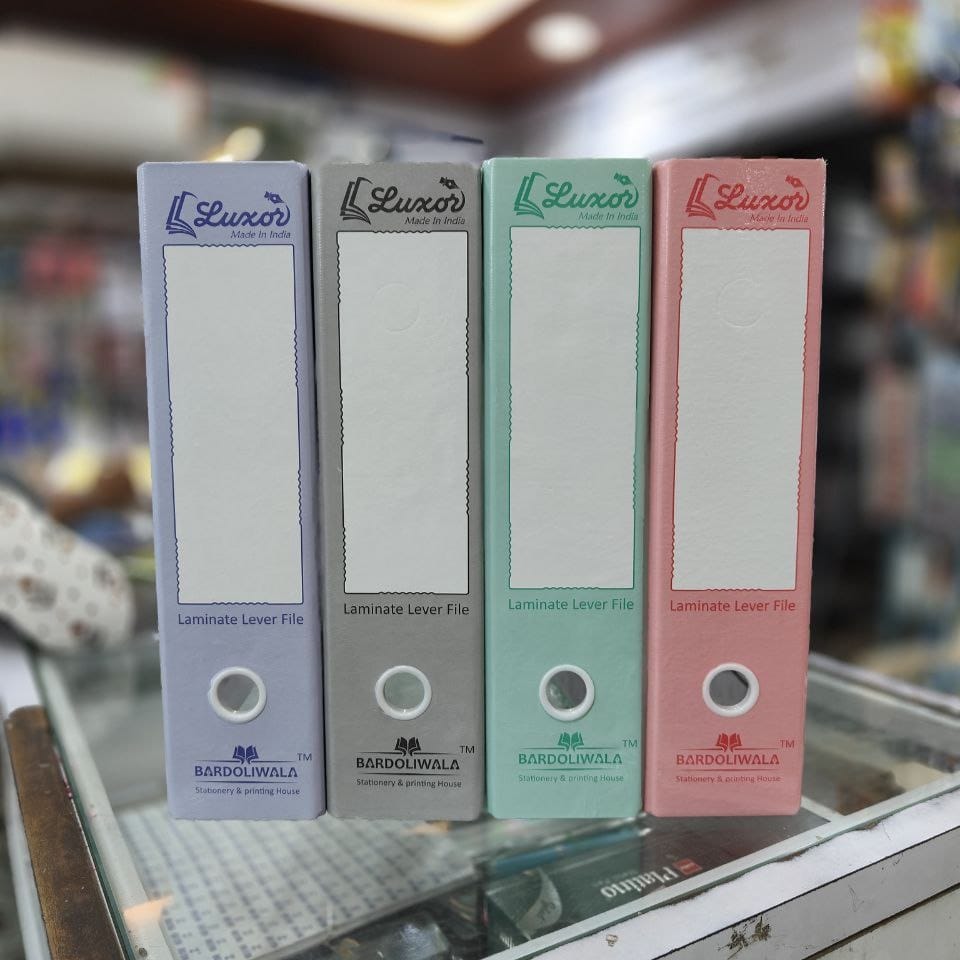 Luxor
Made In India
Laminate Lever File
BARDOLIWALA TM
Stationery & printing House
Luxor
Made In India
Laminate Lever File
BARDOLIWALA TM
Stationery & printing House
Luxor
Made In India
Laminate Lever File
BARDOLIWALA TM
Stationery & printing House
Luxor
Made In India
Laminate Lever File
BARDOLIWALA TM
Stationery & printing House
Platino